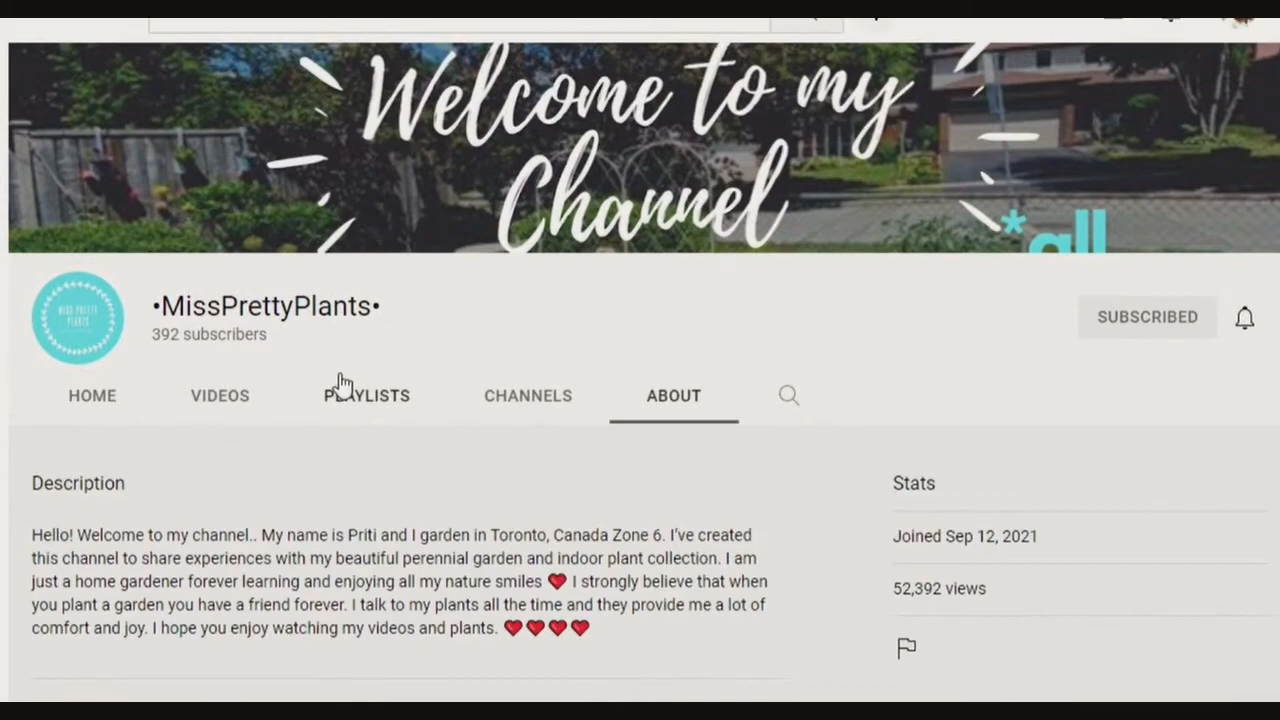 Welcome to my
Channel
*all
MISS PRETTY
PLANTS
•MissPrettyPlants•
392 subscribers
SUBSCRIBED
HOME VIDEOS PLAYLISTS CHANNELS ABOUT
Description
Stats
Hello! Welcome to my channel.. My name is Priti and I garden in Toronto, Canada Zone 6. I've created
this channel to share experiences with my beautiful perennial garden and indoor plant collection. I am
just a home gardener forever learning and enjoying all my nature smiles ❤ I strongly believe that when
you plant a garden you have a friend forever. I talk to my plants all the time and they provide me a lot of
comfort and joy. I hope you enjoy watching my videos and plants. ❤❤❤❤
Joined Sep 12, 2021
52,392 views